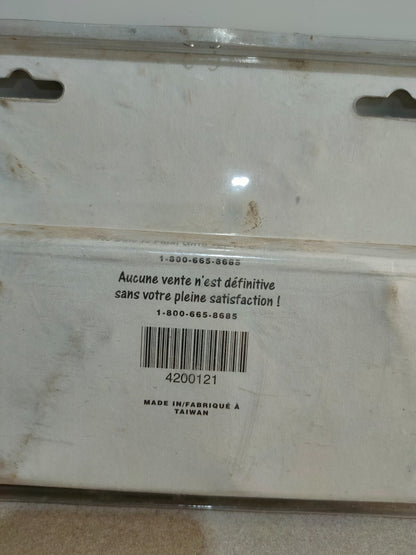 1-800-665-8685
Aucune vente n'est définitive
sans votre pleine satisfaction !
1-800-665-8685
4200121
MADE IN/FABRIQUÉ À
TAIWAN